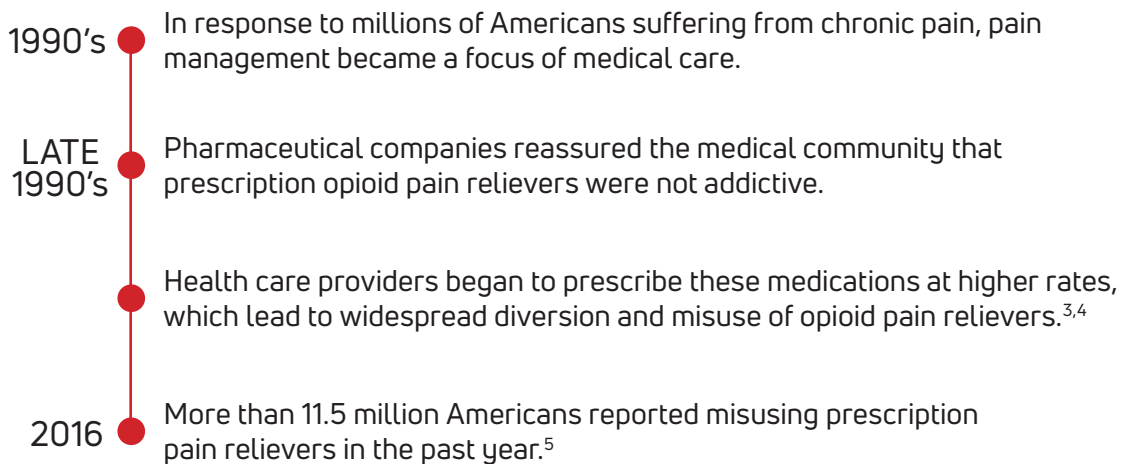 1990's
In response to millions of Americans suffering from chronic pain, pain
management became a focus of medical care.
LATE
1990's
Pharmaceutical companies reassured the medical community that
prescription opioid pain relievers were not addictive.
Health care providers began to prescribe these medications at higher rates,
which lead to widespread diversion and misuse of opioid pain relievers.3,4
2016
More than 11.5 million Americans reported misusing prescription
pain relievers in the past year.5